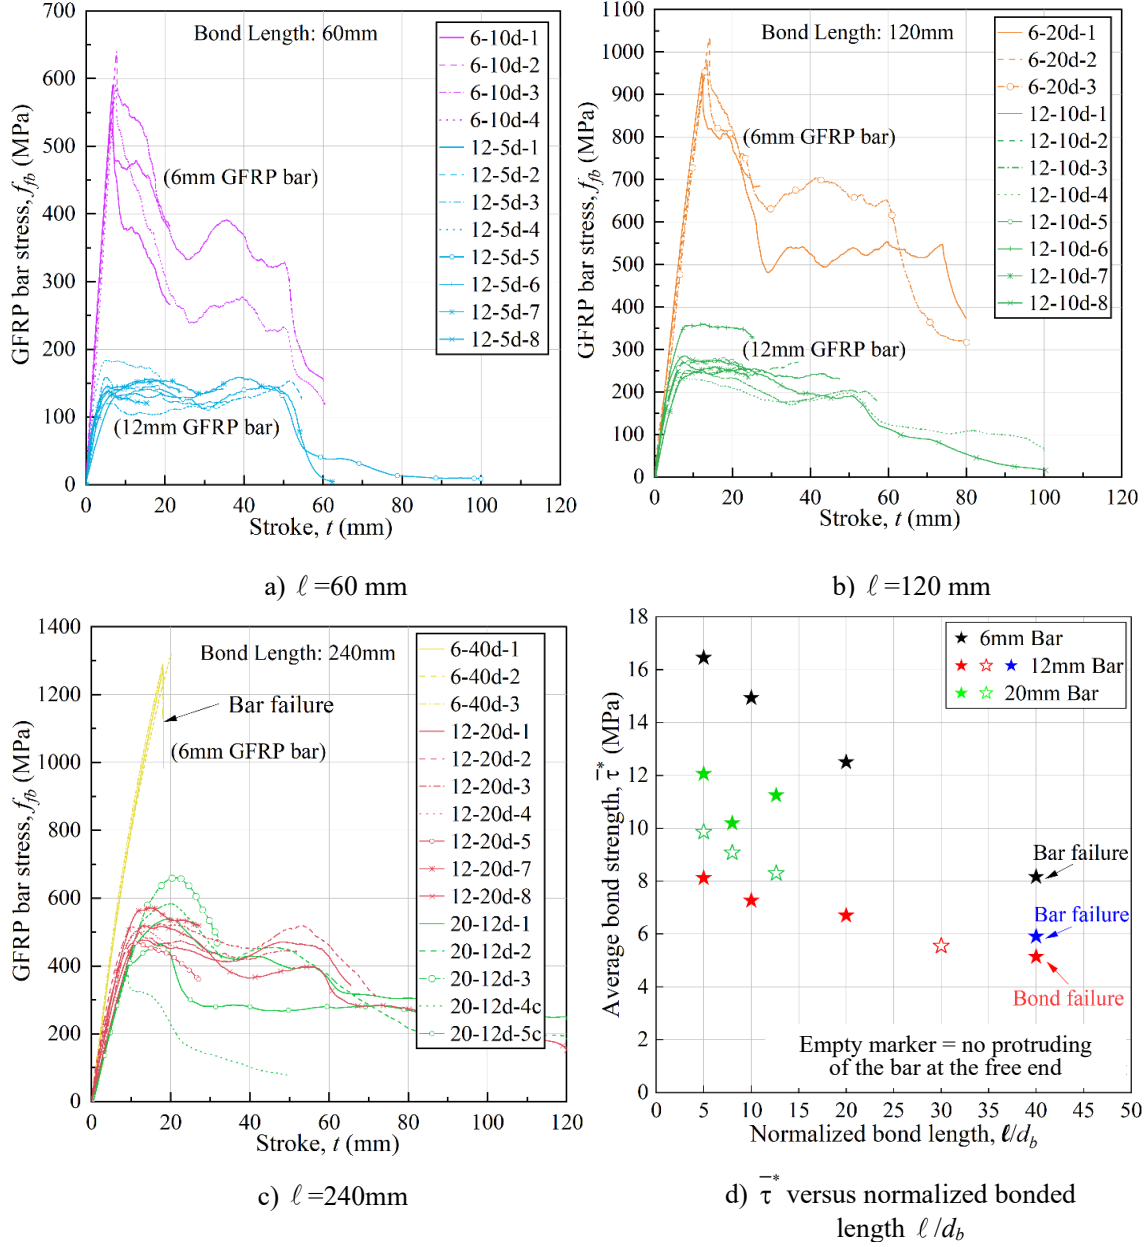 Bond Length: 60mm
6-10d-1
6-10d-2
6-10d-3
6-10d-4
12-5d-1
12-5d-2
12-5d-3
12-5d-4
12-5d-5
12-5d-6
12-5d-7
12-5d-8
(6mm GFRP bar)
(12mm GFRP bar)
GFRP bar stress, f_fb (MPa)
700
600
500
400
300
200
100
0
0 20 40 60 80 100 120
Stroke, t (mm)
a) ℓ =60 mm
Bond Length: 120mm
6-20d-1
6-20d-2
6-20d-3
12-10d-1
12-10d-2
12-10d-3
12-10d-4
12-10d-5
12-10d-6
12-10d-7
12-10d-8
(6mm GFRP bar)
(12mm GFRP bar)
GFRP bar stress, f_fb (MPa)
1100
1000
900
800
700
600
500
400
300
200
100
0
0 20 40 60 80 100 120
Stroke, t (mm)
b) ℓ =120 mm
Bond Length: 240mm
6-40d-1
6-40d-2
6-40d-3
12-20d-1
12-20d-2
12-20d-3
12-20d-4
12-20d-5
12-20d-7
12-20d-8
20-12d-1
20-12d-2
20-12d-3
20-12d-4c
20-12d-5c
Bar failure
(6mm GFRP bar)
GFRP bar stress, f_fb (MPa)
1400
1200
1000
800
600
400
200
0
0 20 40 60 80 100 120
Stroke, t (mm)
c) ℓ =240mm
6mm Bar
12mm Bar
20mm Bar
Bar failure
Bar failure
Bond failure
Empty marker = no protruding
of the bar at the free end
Average bond strength, τ̅* (MPa)
18
16
14
12
10
8
6
4
2
0
0 5 10 15 20 25 30 35 40 45 50
Normalized bond length, ℓ/d_b
d) τ̅* versus normalized bonded
length ℓ /d_b